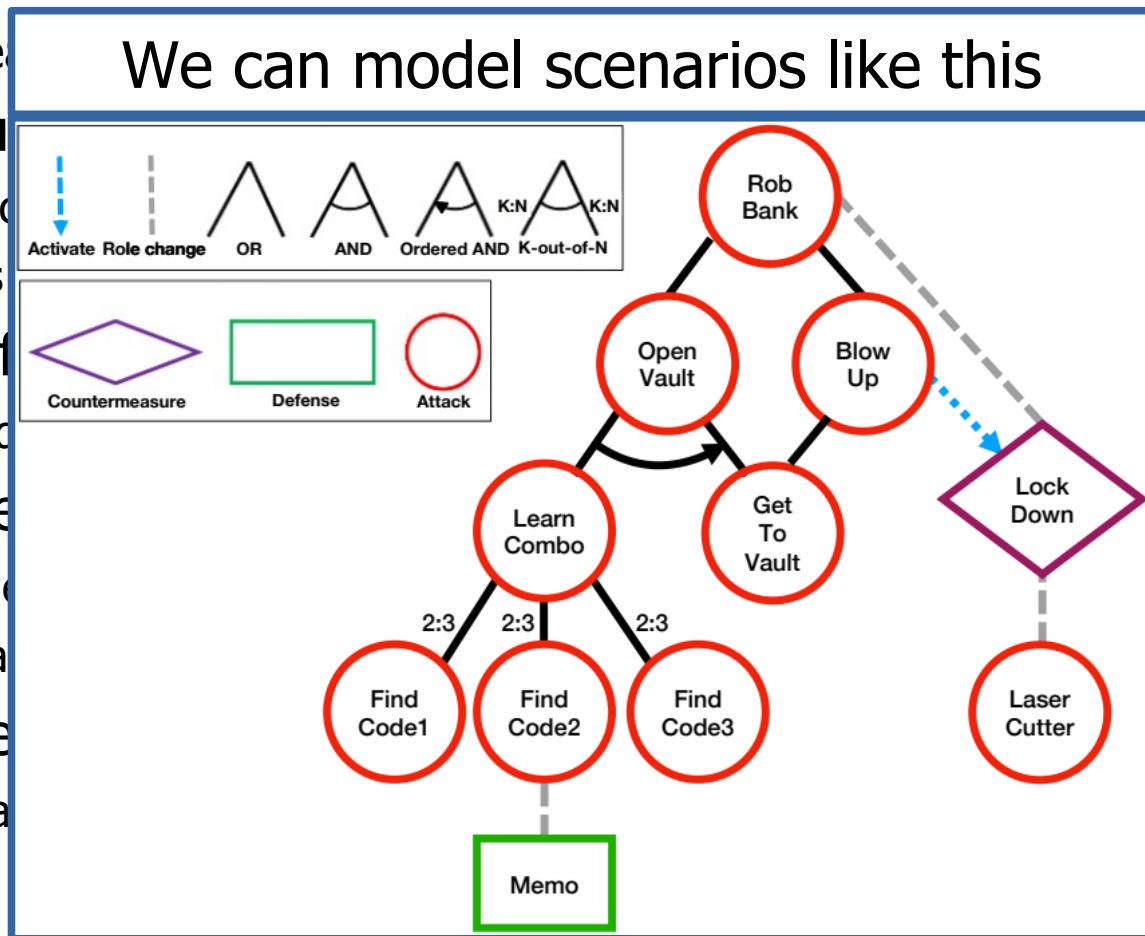 We can model scenarios like this
Activate Role change OR AND Ordered AND K-out-of-N
K:N K:N
Countermeasure Defense Attack
Rob
Bank
Open
Vault
Blow
Up
Lock
Down
Learn
Combo
Get
To
Vault
2:3 2:3 2:3
Find
Code1
Find
Code2
Find
Code3
Laser
Cutter
Memo